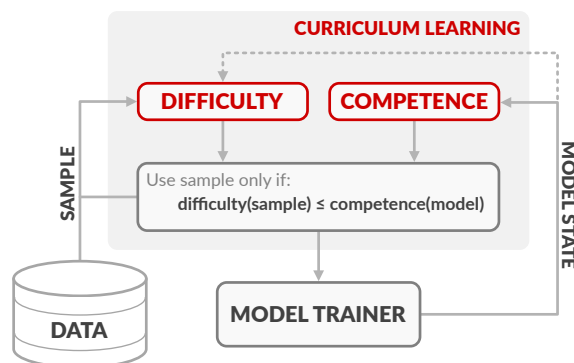 CURRICULUM LEARNING
DIFFICULTY
COMPETENCE
Use sample only if:
difficulty(sample) ≤ competence(model)
SAMPLE
MODEL STATE
DATA
MODEL TRAINER